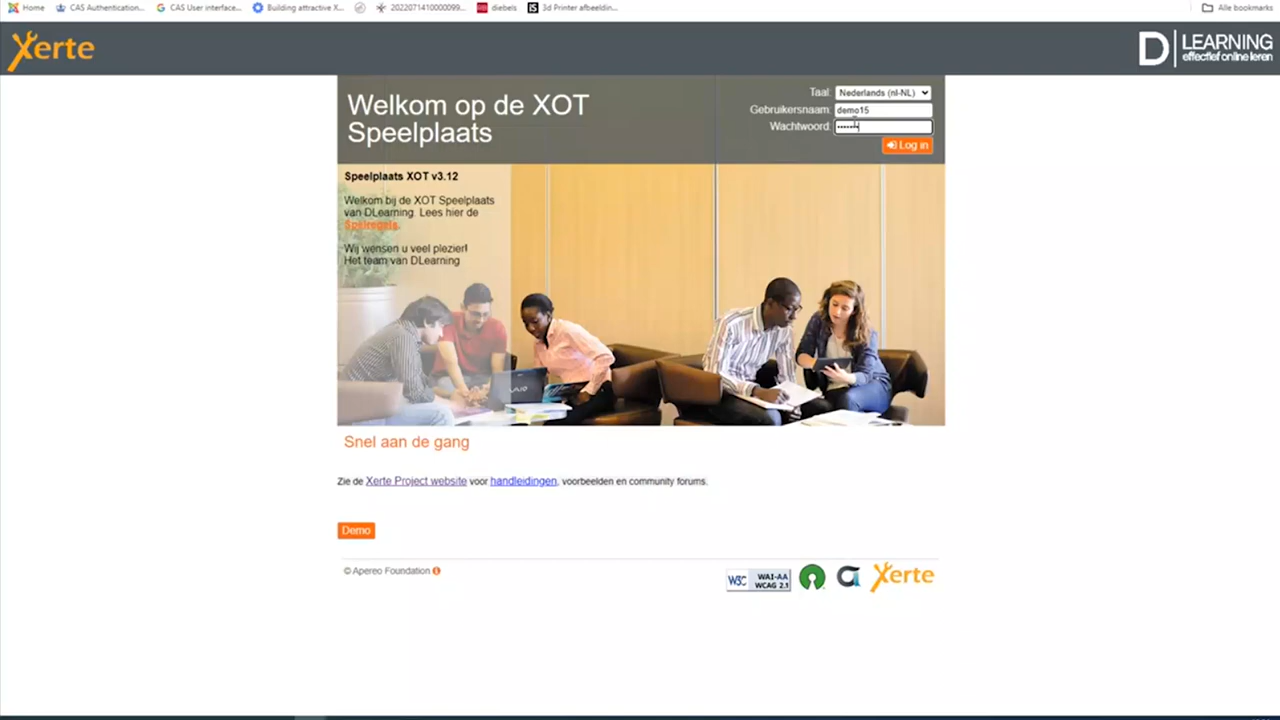 Home CAS Authentication... CAS User interface... Building attractive X... 2022071410000099... diebels 3d Printer afbeeldin... Alle bookmarks
Xerte
D LEARNING
effectief online leren
Welkom op de XOT
Speelplaats
Taal: Nederlands (nl-NL)
Gebruikersnaam: demo15
Wachtwoord:
Log in
Speelplaats XOT v3.12
Welkom bij de XOT Speelplaats
van DLearning. Lees hier de
Spelregels.
Wij wensen u veel plezier!
Het team van DLearning
VAIO
Snel aan de gang
Zie de Xerte Project website voor handleidingen, voorbeelden en community forums.
Demo
© Apereo Foundation
W3C WAI-AA
WCAG 2.1
Xerte